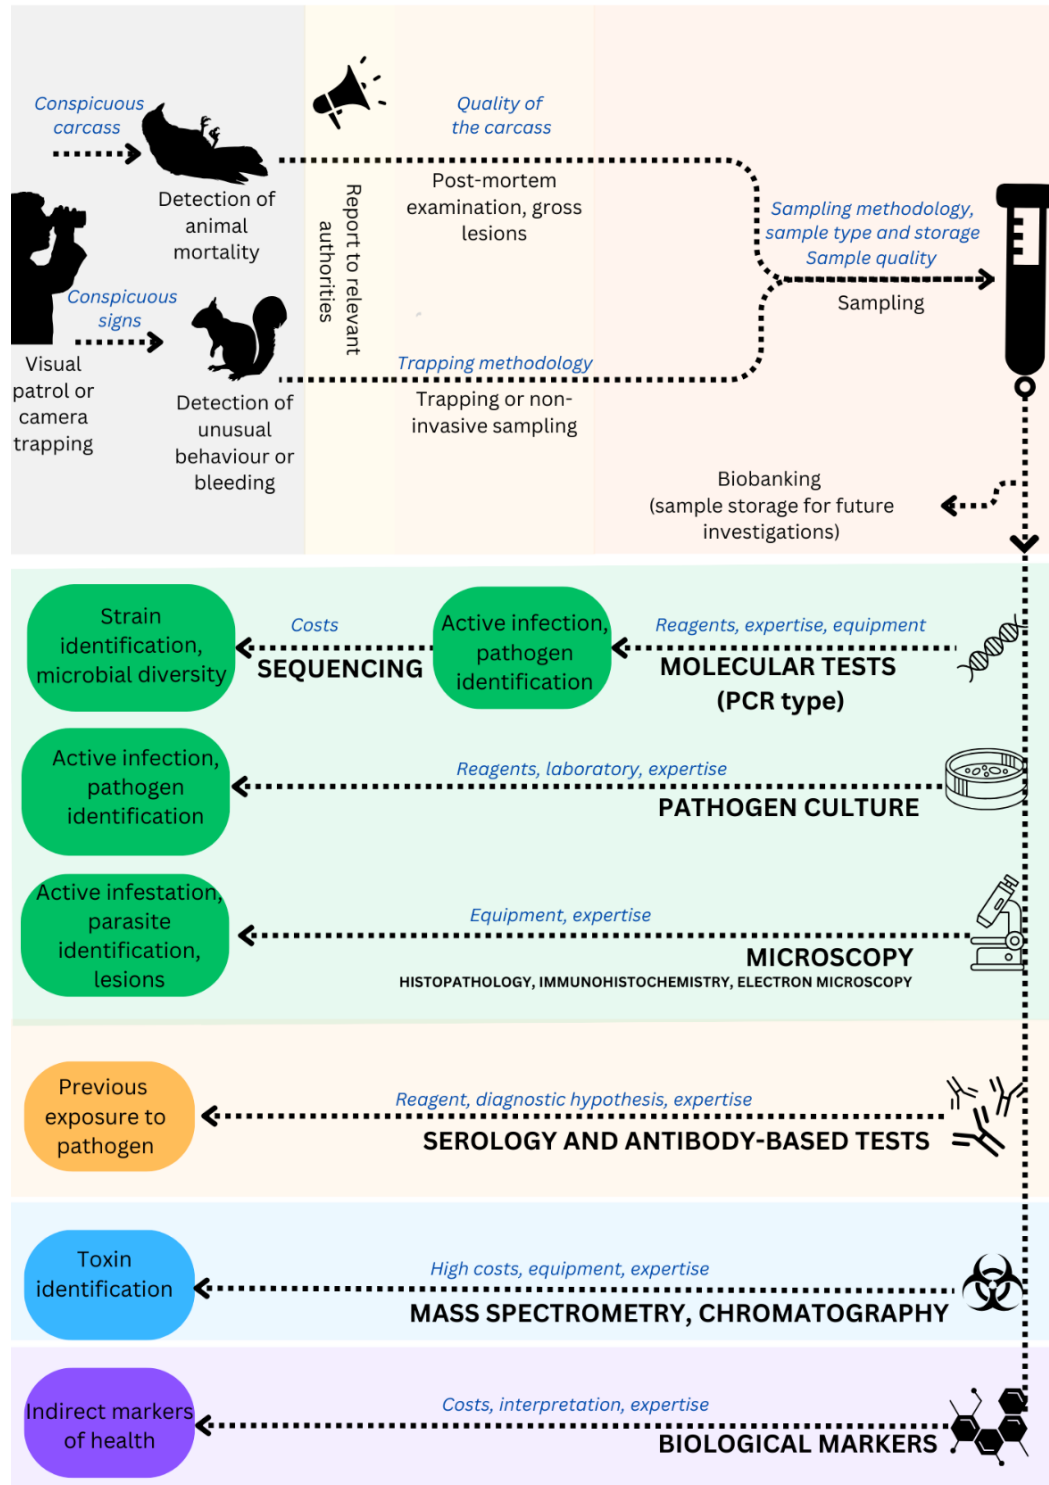 Conspicuous
carcass
Detection of
animal
mortality
Conspicuous
signs
Visual
patrol or
camera
trapping
Detection of
unusual
behaviour or
bleeding
Report to relevant
authorities
Quality of
the carcass
Post-mortem
examination, gross
lesions
Trapping methodology
Trapping or non-
invasive sampling
Sampling methodology,
sample type and storage
Sample quality
Sampling
Biobanking
(sample storage for future
investigations)
Strain
identification,
microbial diversity
Costs
SEQUENCING
Active infection,
pathogen
identification
Reagents, expertise, equipment
MOLECULAR TESTS
(PCR type)
Active infection,
pathogen
identification
Reagents, laboratory, expertise
PATHOGEN CULTURE
Active infestation,
parasite
identification,
lesions
Equipment, expertise
MICROSCOPY
HISTOPATHOLOGY, IMMUNOHISTOCHEMISTRY, ELECTRON MICROSCOPY
Previous
exposure to
pathogen
Reagent, diagnostic hypothesis, expertise
SEROLOGY AND ANTIBODY-BASED TESTS
Toxin
identification
High costs, equipment, expertise
MASS SPECTROMETRY, CHROMATOGRAPHY
Indirect markers
of health
Costs, interpretation, expertise
BIOLOGICAL MARKERS